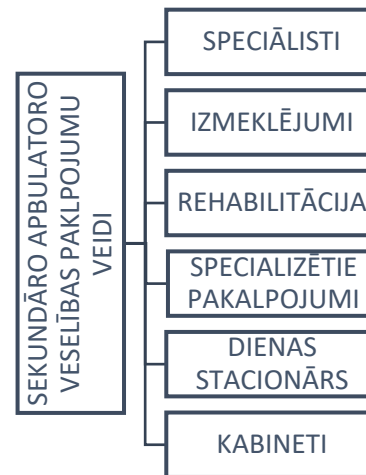 SEKUNDĀRO APBULATORO
VESELĪBAS PAKLPOJUMU
VEIDI
SPECIĀLISTI
IZMEKLĒJUMI
REHABILITĀCIJA
SPECIALIZĒTIE
PAKALPOJUMI
DIENAS
STACIONĀRS
KABINETI